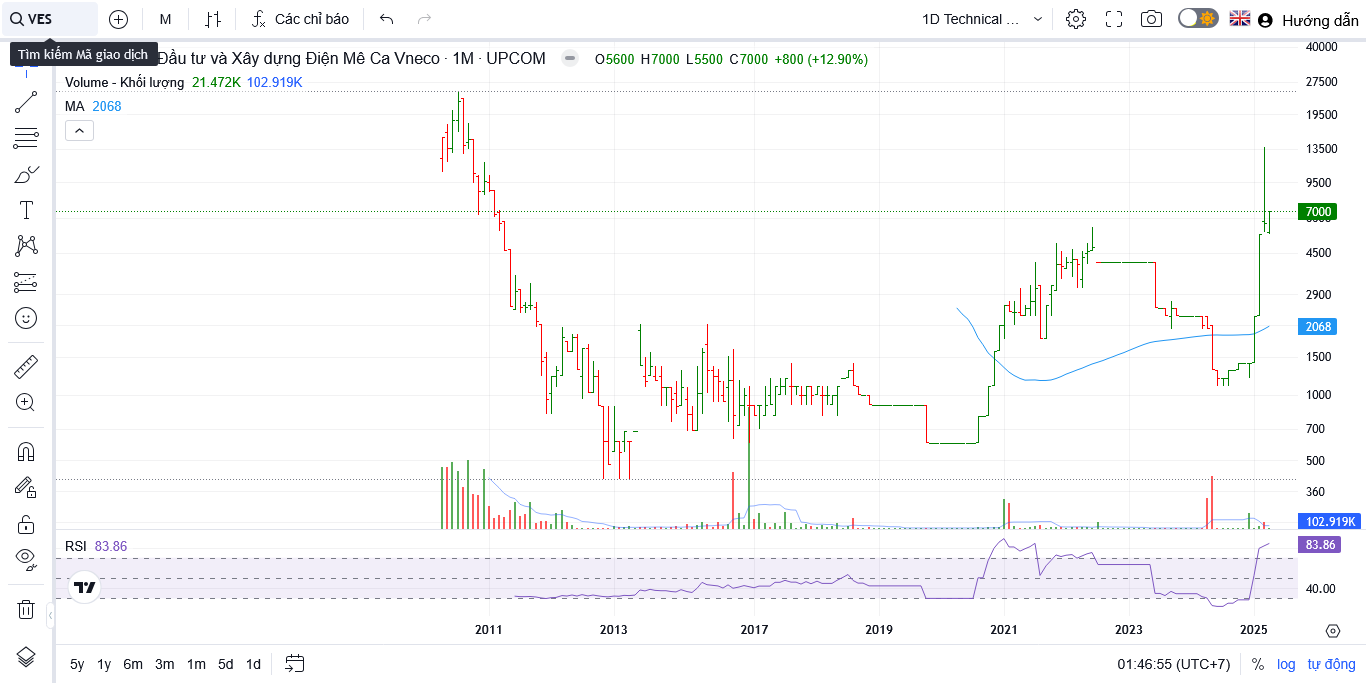 VES
M
Các chỉ báo
1D Technical ...
Hướng dẫn
Tìm kiếm Mã giao dịch
Đầu tư và Xây dựng Điện Mê Ca Vneco · 1M · UPCOM
O5600 H7000 L5500 C7000 +800 (+12.90%)
Volume - Khối lượng 21.472K 102.919K
MA 2068
40000
27500
19500
13500
9500
7000
4500
2900
2068
1500
1000
700
500
360
102.919K
RSI 83.86
83.86
40.00
2011 2013 2017 2019 2021 2023 2025
5y 1y 6m 3m 1m 5d 1d
01:46:55 (UTC+7) % log tự động